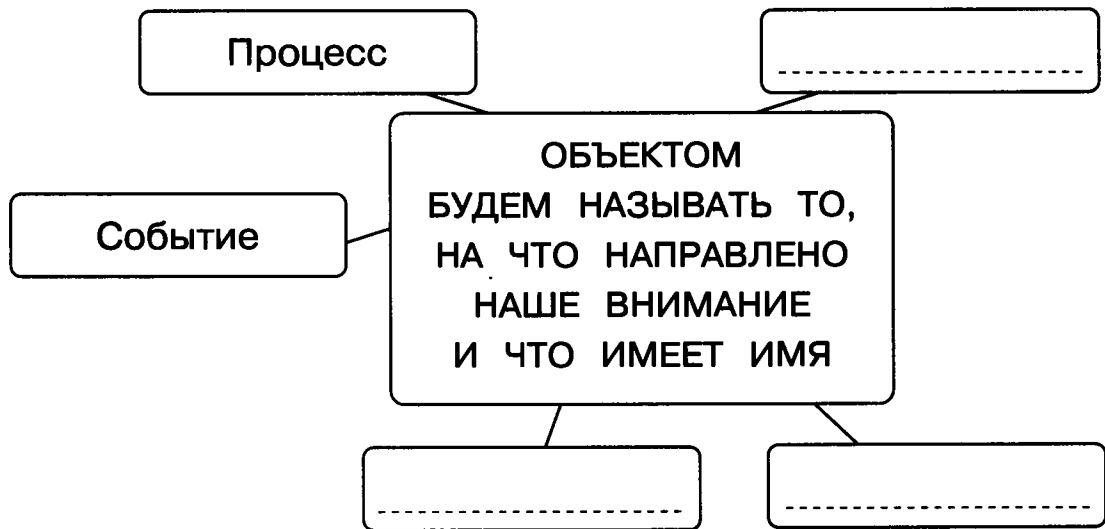 Процесс
ОБЪЕКТОМ
БУДЕМ НАЗЫВАТЬ ТО,
НА ЧТО НАПРАВЛЕНО
НАШЕ ВНИМАНИЕ
И ЧТО ИМЕЕТ ИМЯ
Событие